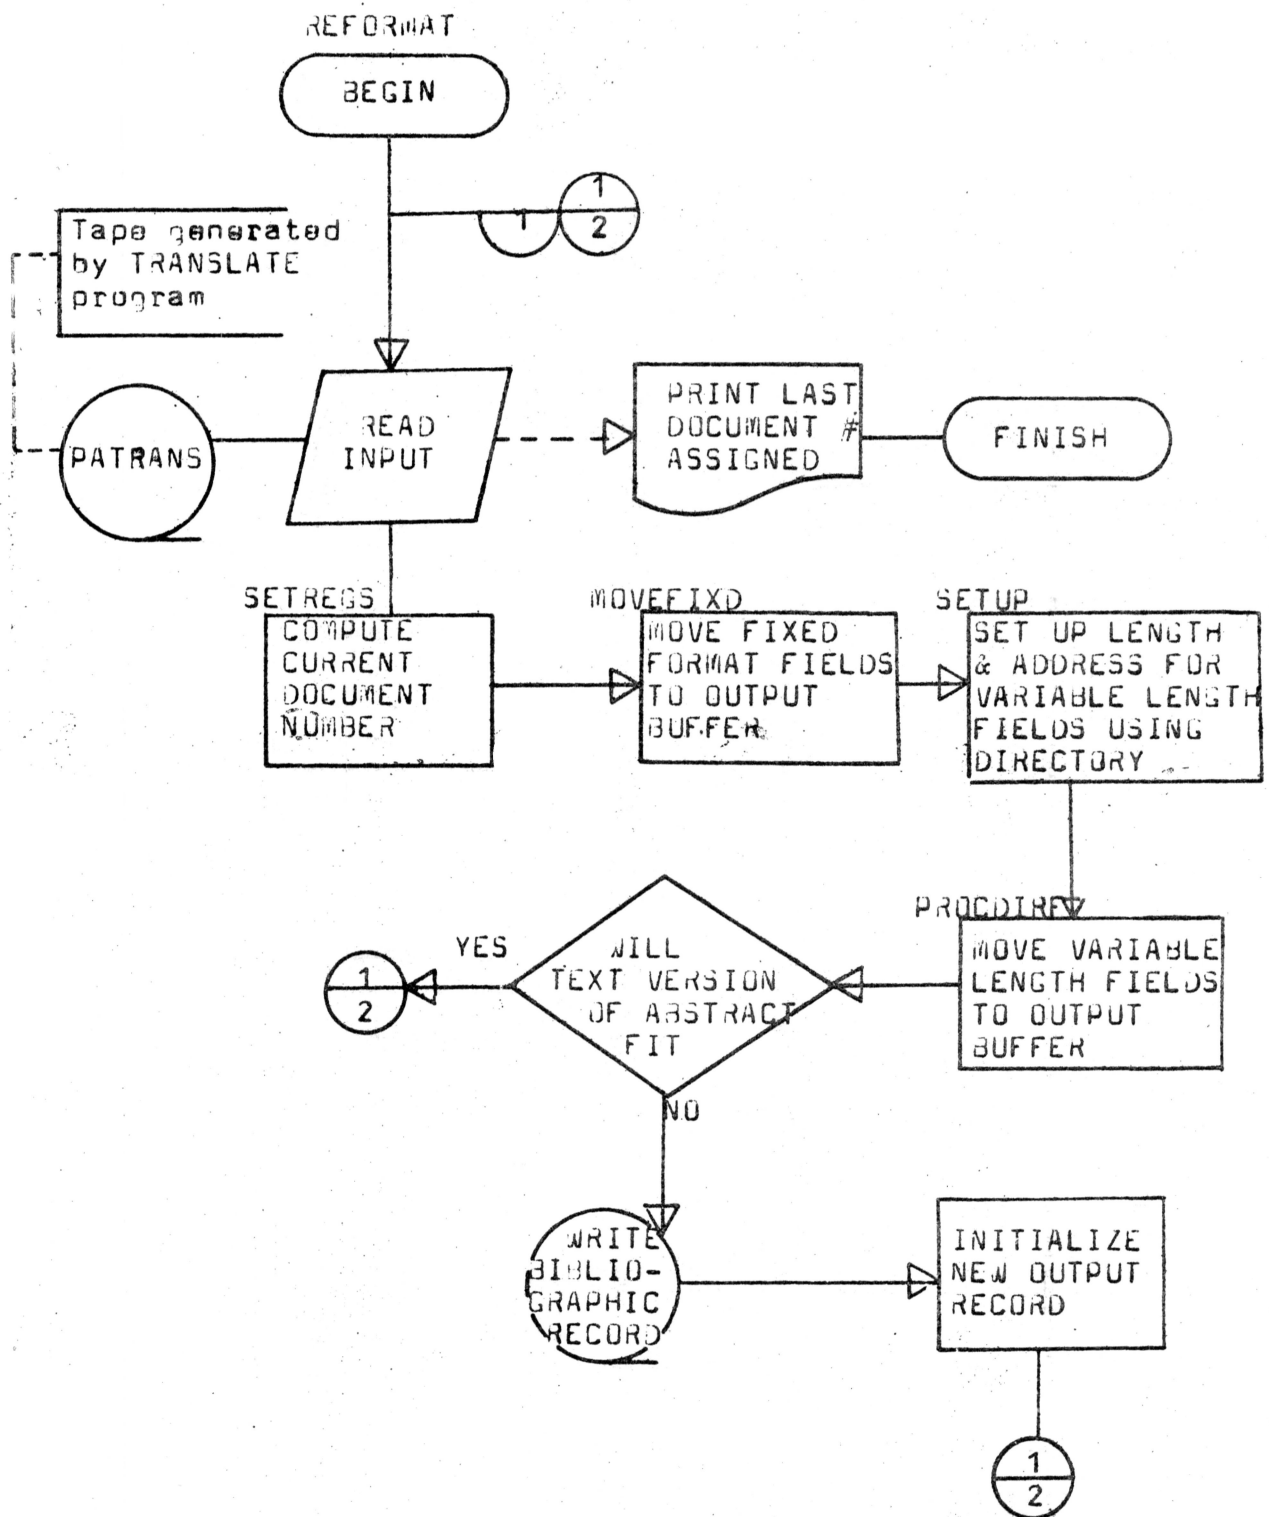 REFORMAT
BEGIN
1
1
2
Tape generated
by TRANSLATE
program
PATRANS
READ
INPUT
PRINT LAST
DOCUMENT #
ASSIGNED
FINISH
SETREGS
COMPUTE
CURRENT
DOCUMENT
NUMBER
MOVEFIXD
MOVE FIXED
FORMAT FIELDS
TO OUTPUT
BUFFER
SETUP
SET UP LENGTH
& ADDRESS FOR
VARIABLE LENGTH
FIELDS USING
DIRECTORY
PROCDIRE
MOVE VARIABLE
LENGTH FIELDS
TO OUTPUT
BUFFER
WILL
TEXT VERSION
OF ABSTRACT
FIT
YES
1
2
NO
WRITE
BIBLIO-
GRAPHIC
RECORD
INITIALIZE
NEW OUTPUT
RECORD
1
2